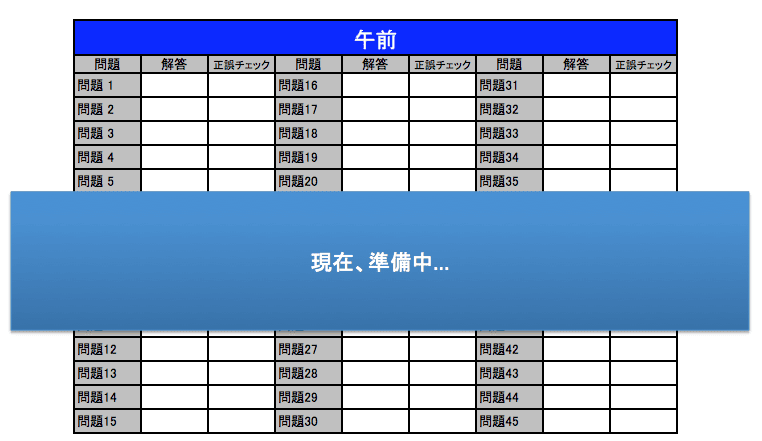 午前
問題 解答 正誤チェック 問題 解答 正誤チェック 問題 解答 正誤チェック
問題 1 問題16 問題31
問題 2 問題17 問題32
問題 3 問題18 問題33
問題 4 問題19 問題34
問題 5 問題20 問題35
現在、準備中...
問題12 問題27 問題42
問題13 問題28 問題43
問題14 問題29 問題44
問題15 問題30 問題45